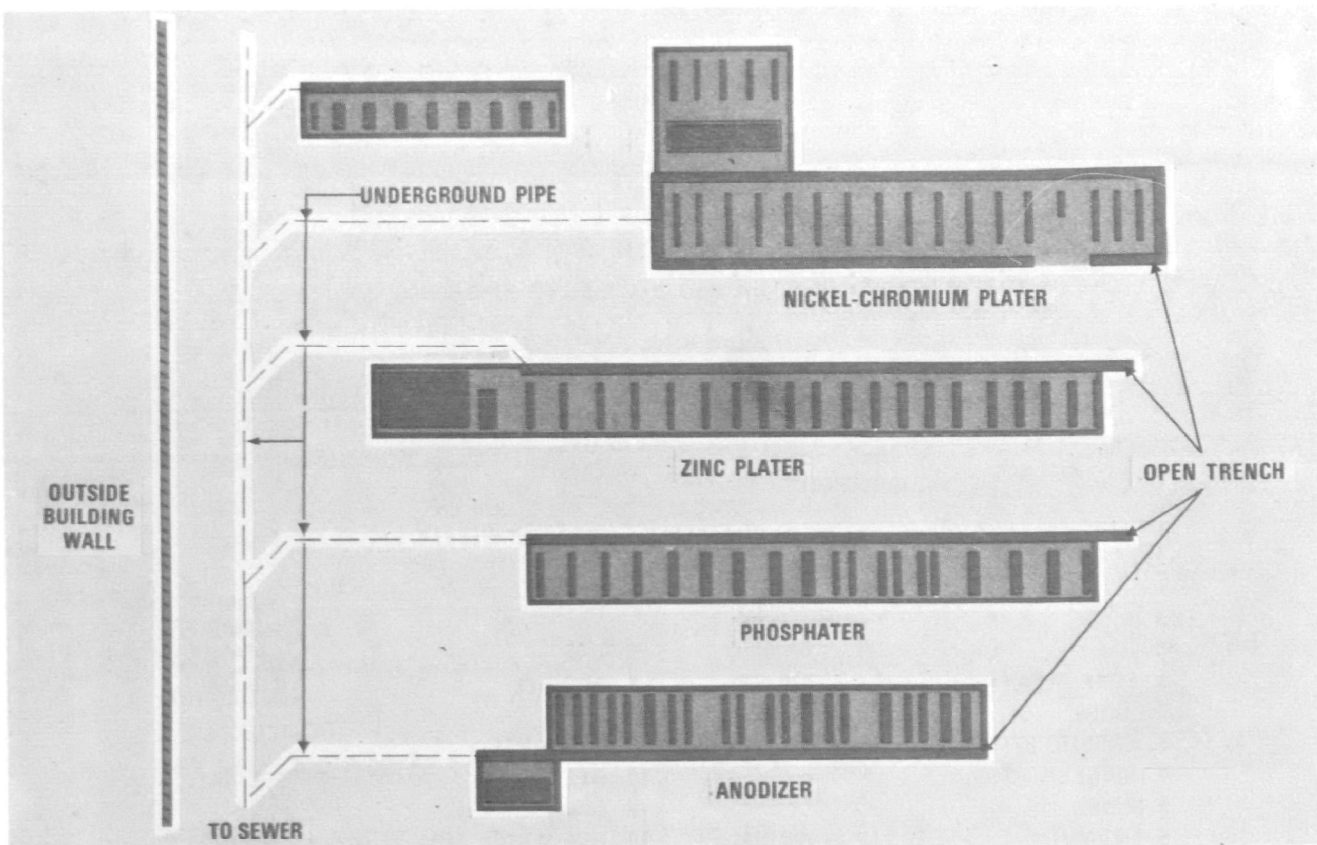 UNDERGROUND PIPE
NICKEL-CHROMIUM PLATER
ZINC PLATER
OPEN TRENCH
OUTSIDE
BUILDING
WALL
PHOSPHATER
ANODIZER
TO SEWER